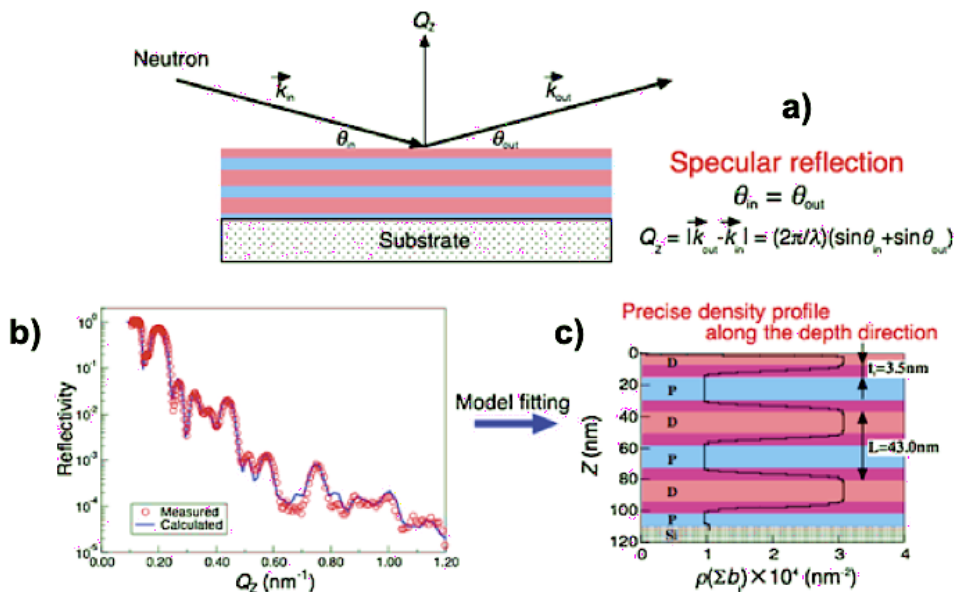 Q_z
Neutron
k_in
k_out
θ_in
θ_out
a)
Specular reflection
θ_in = θ_out
Q_z = |k_out-k_in| = (2π/λ)(sinθ_in+sinθ_out)
Substrate
b)
Reflectivity
10^0
10^-1
10^-2
10^-3
10^-4
10^-5
Measured
Calculated
0.00 0.20 0.40 0.60 0.80 1.00 1.20
Q_z (nm^-1)
Model fitting
c)
Precise density profile
along the depth direction
Z (nm)
0
20
40
60
80
100
120
D
P
D
P
D
P
Si
=3.5nm
L=43.0nm
0 1 2 3 4
ρ(Σb_i)×10^4 (nm^-2)